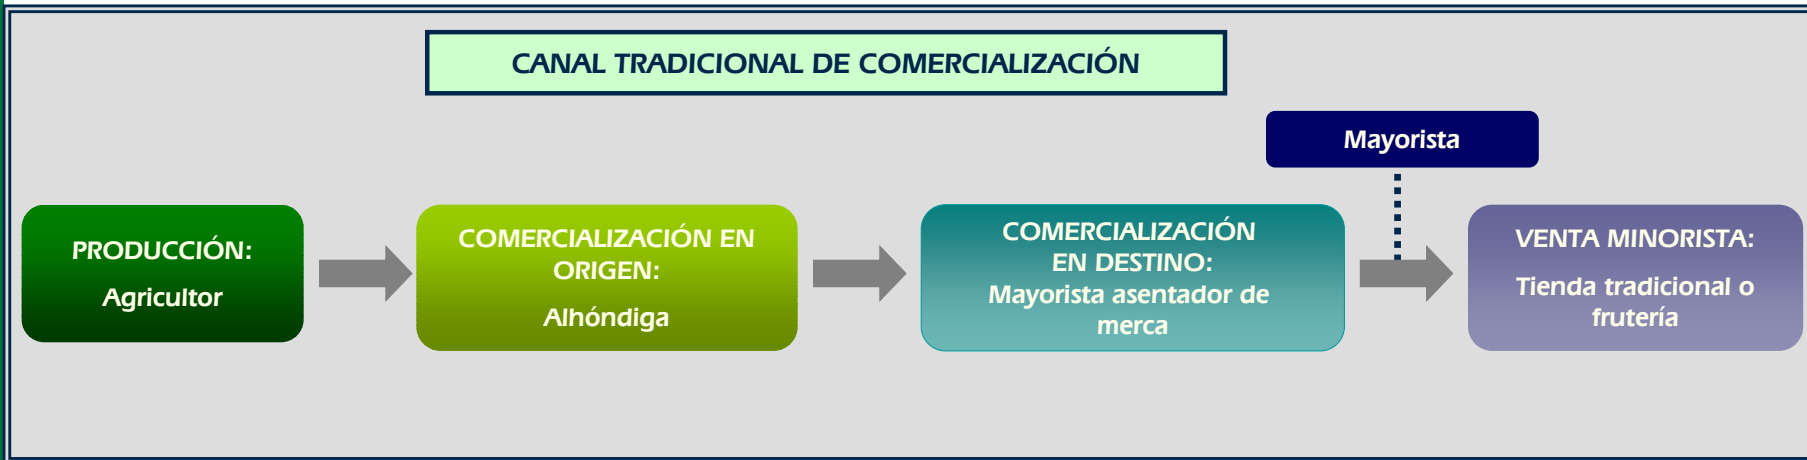 CANAL TRADICIONAL DE COMERCIALIZACIÓN
Mayorista
PRODUCCIÓN:
Agricultor
COMERCIALIZACIÓN EN
ORIGEN:
Alhóndiga
COMERCIALIZACIÓN
EN DESTINO:
Mayorista asentador de
merca
VENTA MINORISTA:
Tienda tradicional o
frutería